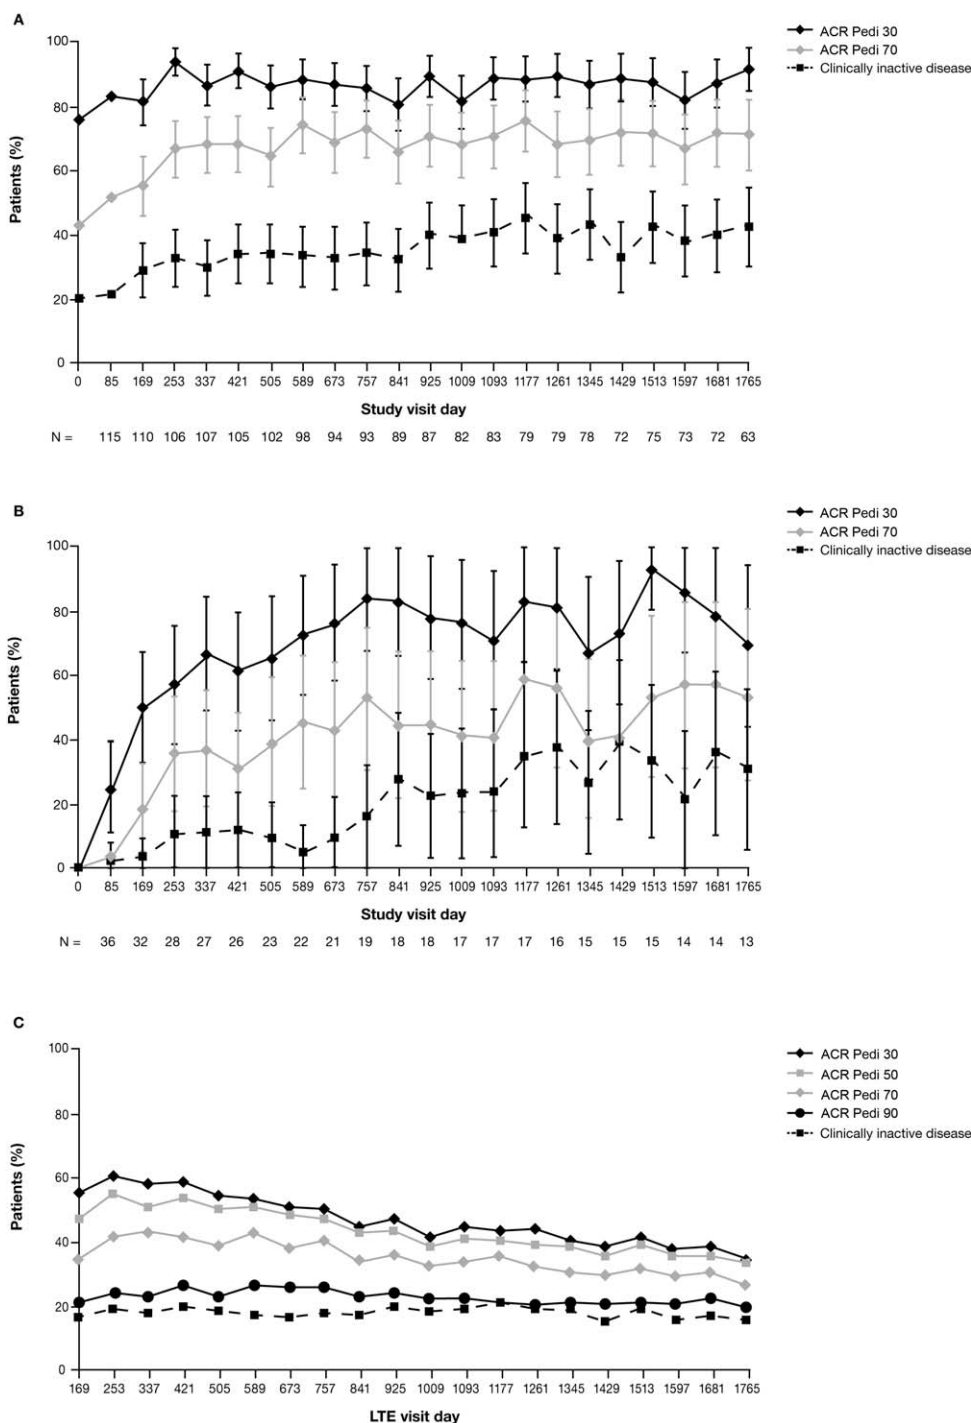 A
ACR Pedi 30
ACR Pedi 70
Clinically inactive disease
Patients (%)
100
80
60
40
20
0
0 85 169 253 337 421 505 589 673 757 841 925 1009 1093 1177 1261 1345 1429 1513 1597 1681 1765
Study visit day
N = 115 110 106 107 105 102 98 94 93 89 87 82 83 79 79 78 72 75 73 72 63
B
ACR Pedi 30
ACR Pedi 70
Clinically inactive disease
Patients (%)
100
80
60
40
20
0
0 85 169 253 337 421 505 589 673 757 841 925 1009 1093 1177 1261 1345 1429 1513 1597 1681 1765
Study visit day
N = 36 32 28 27 26 23 22 21 19 18 18 17 17 17 16 15 15 15 14 14 13
C
ACR Pedi 30
ACR Pedi 50
ACR Pedi 70
ACR Pedi 90
Clinically inactive disease
Patients (%)
100
80
60
40
20
0
169 253 337 421 505 589 673 757 841 925 1009 1093 1177 1261 1345 1429 1513 1597 1681 1765
LTE visit day